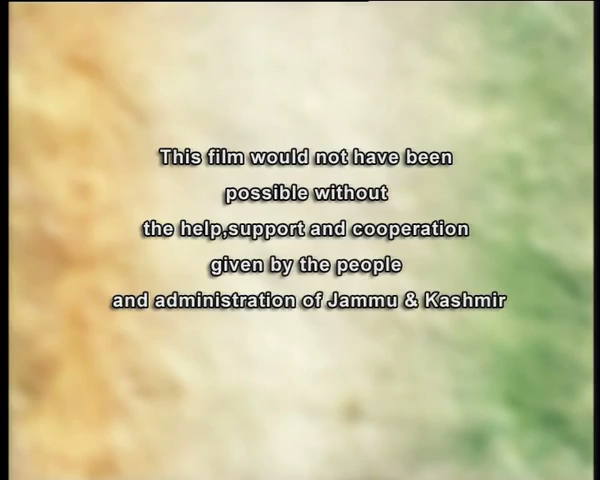 This film would not have been
possible without
the help,support and cooperation
given by the people
and administration of Jammu & Kashmir